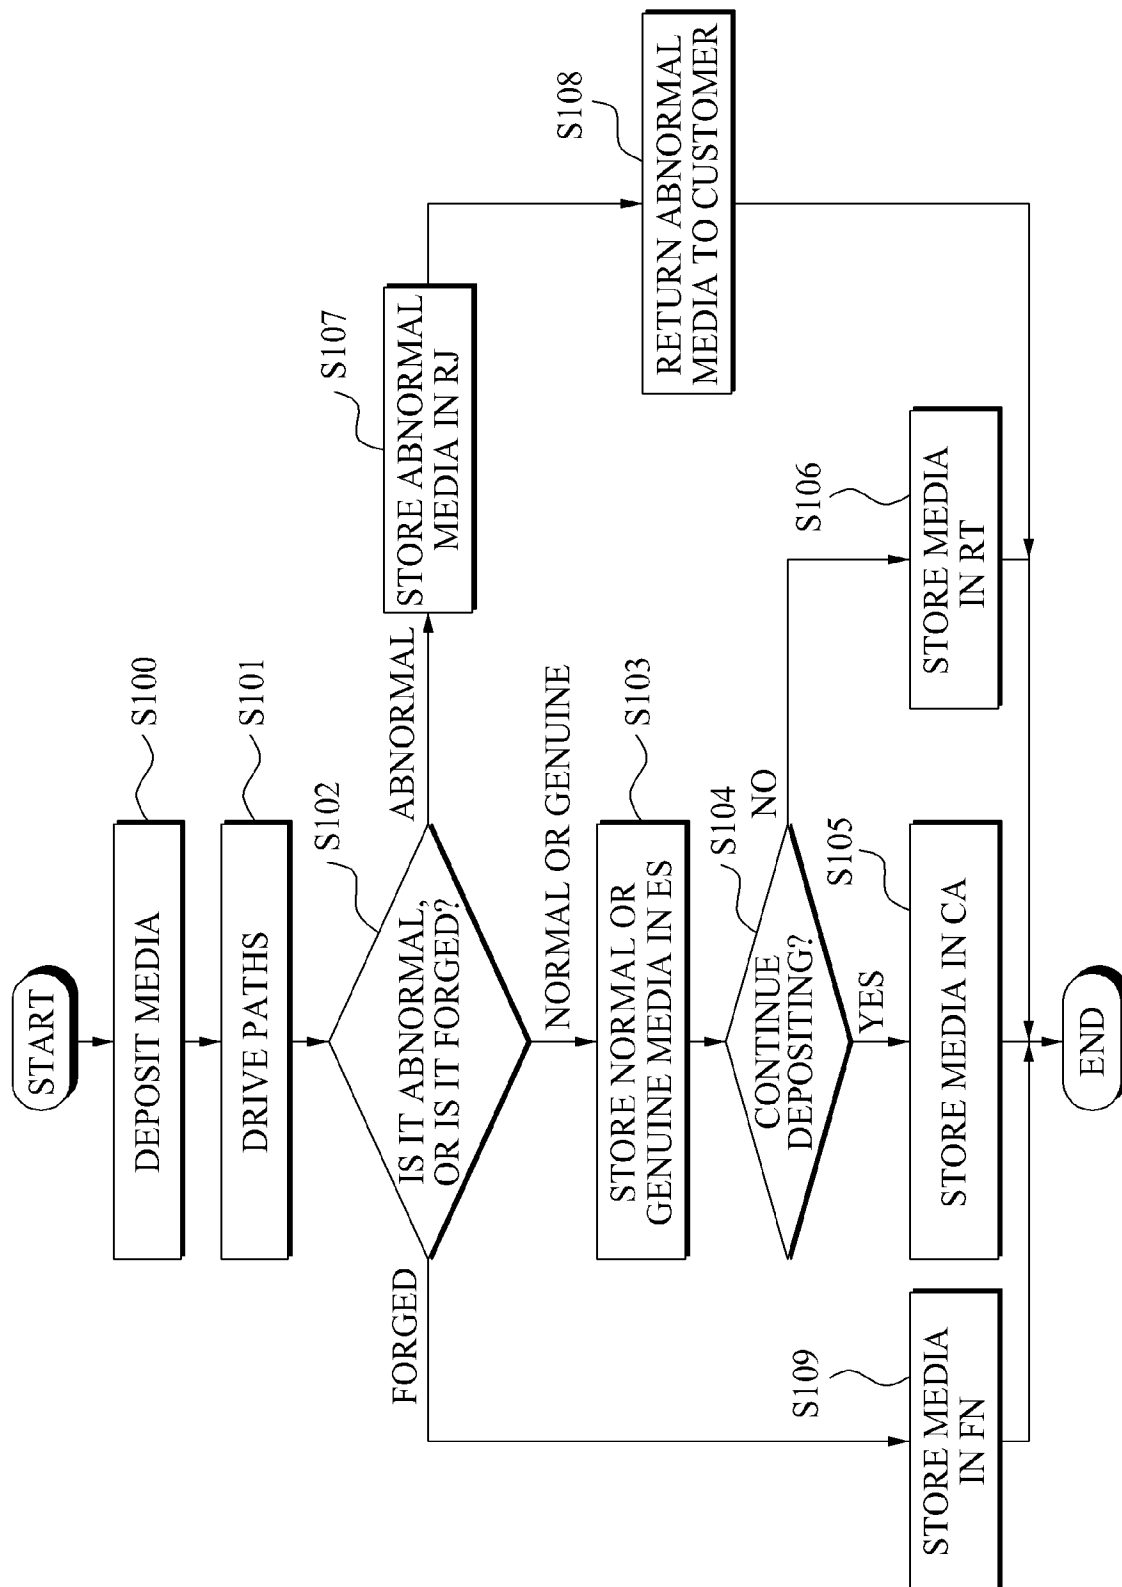 START
DEPOSIT MEDIA
S100
DRIVE PATHS
S101
IS IT ABNORMAL,
OR IS IT FORGED?
S102
FORGED
ABNORMAL
NORMAL OR GENUINE
STORE ABNORMAL
MEDIA IN RJ
S107
STORE NORMAL OR
GENUINE MEDIA IN ES
S103
RETURN ABNORMAL
MEDIA TO CUSTOMER
S108
CONTINUE
DEPOSITING?
S104
NO
YES
STORE MEDIA
IN FN
S109
STORE MEDIA IN CA
S105
STORE MEDIA
IN RT
S106
END